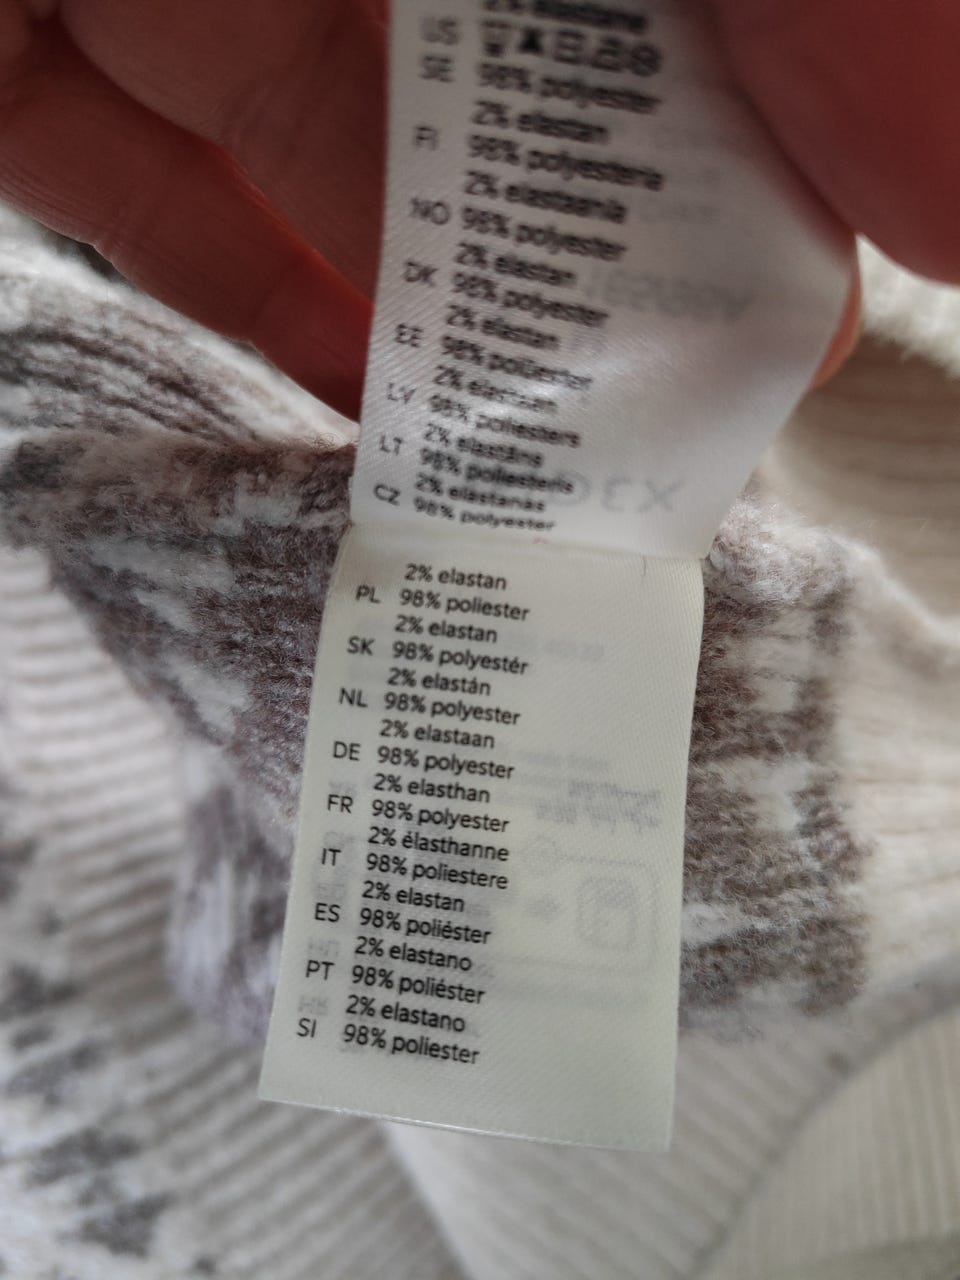 2% elastane
US
SE 98% polyester
2% elastan
FI 98% polyesteria
2% elastaania
NO 98% polyester
2% elastan
DK 98% polyester
2% elastan
EE 98% polüester
2% elastaan
LV 98% poliesters
2% elastāns
LT 98% poliesteris
2% elastanas
CZ 98% polyester
2% elastan
PL 98% poliester
2% elastan
SK 98% polyestér
2% elastán
NL 98% polyester
2% elastaan
DE 98% polyester
2% elasthan
FR 98% polyester
2% élasthanne
IT 98% poliestere
2% elastan
ES 98% poliéster
2% elastano
PT 98% poliéster
2% elastano
SI 98% poliester